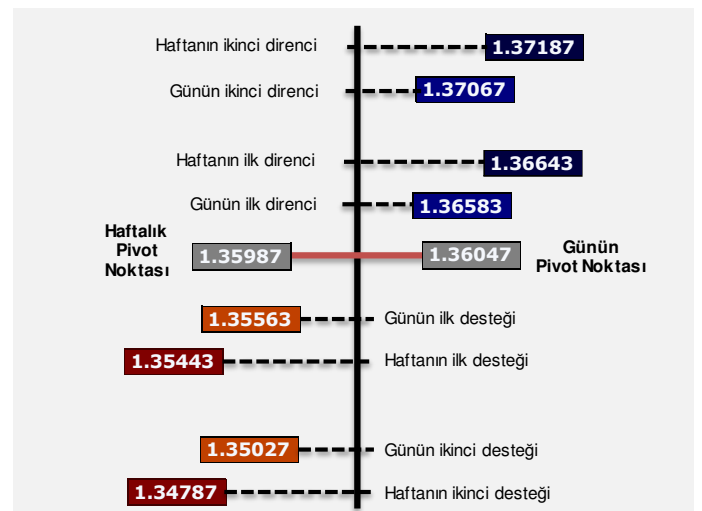 Haftanın ikinci direnci
1.37187
Günün ikinci direnci
1.37067
Haftanın ilk direnci
1.36643
Günün ilk direnci
1.36583
Haftalık
Pivot
Noktası
1.35987
1.36047
Günün
Pivot Noktası
1.35563
Günün ilk desteği
1.35443
Haftanın ilk desteği
1.35027
Günün ikinci desteği
1.34787
Haftanın ikinci desteği